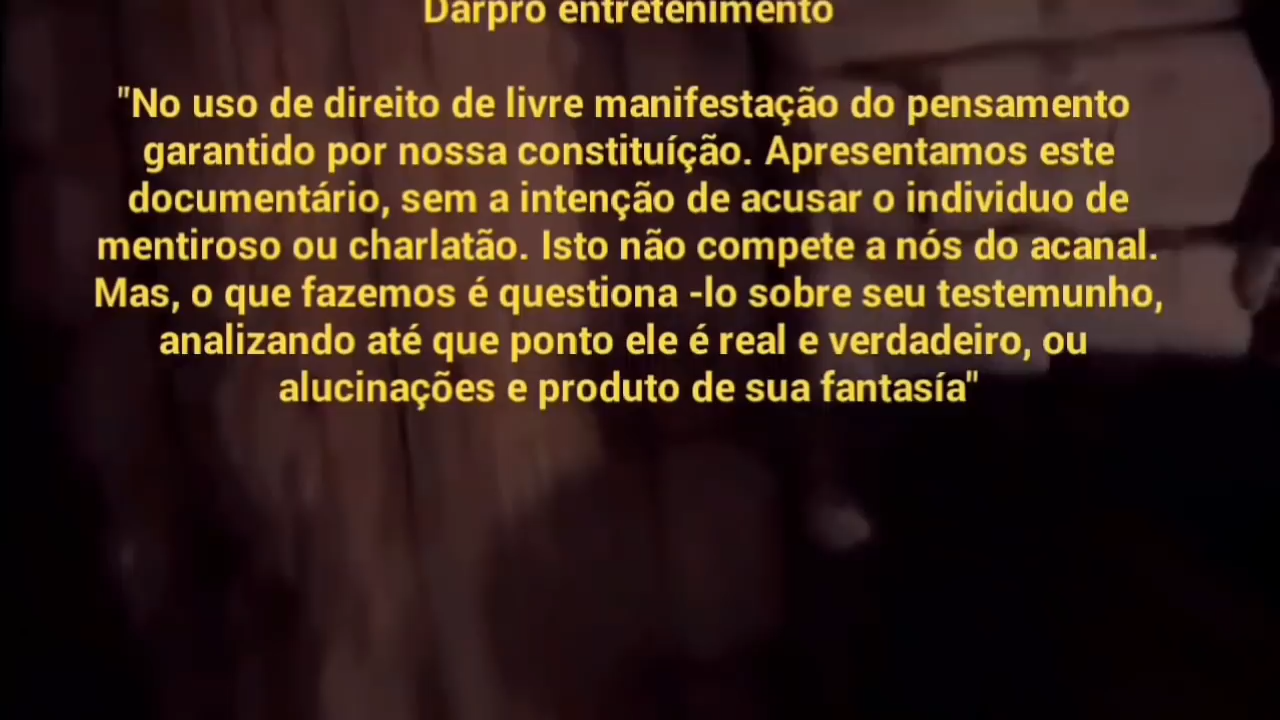 Darpro entretenimento
"No uso de direito de livre manifestação do pensamento
garantido por nossa constituíção. Apresentamos este
documentário, sem a intenção de acusar o individuo de
mentiroso ou charlatão. Isto não compete a nós do acanal.
Mas, o que fazemos é questiona -lo sobre seu testemunho,
analizando até que ponto ele é real e verdadeiro, ou
alucinações e produto de sua fantasía"